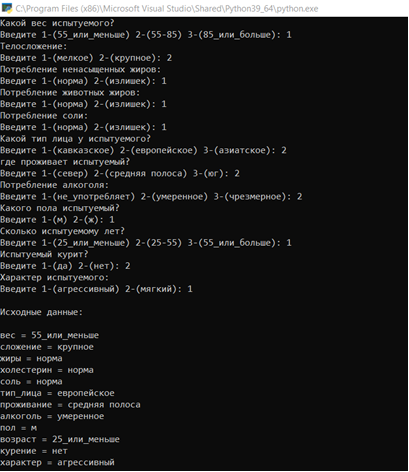 C:\Program Files (x86)\Microsoft Visual Studio\Shared\Python39_64\python.exe
Какой вес испытуемого?
Введите 1-(55_или_меньше) 2-(55-85) 3-(85_или_больше): 1
Телосложение:
Введите 1-(мелкое) 2-(крупное): 2
Потребление ненасыщенных жиров:
Введите 1-(норма) 2-(излишек): 1
Потребление животных жиров:
Введите 1-(норма) 2-(излишек): 1
Потребление соли:
Введите 1-(норма) 2-(излишек): 1
Какой тип лица у испытуемого?
Введите 1-(кавказское) 2-(европейское) 3-(азиатское): 2
где проживает испытуемый?
Введите 1-(север) 2-(средняя полоса) 3-(юг): 2
Потребление алкоголя:
Введите 1-(не_употребляет) 2-(умеренное) 3-(чрезмерное): 2
Какого пола испытуемый?
Введите 1-(м) 2-(ж): 1
Сколько испытуемому лет?
Введите 1-(25_или_меньше) 2-(25-55) 3-(55_или_больше): 1
Испытуемый курит?
Введите 1-(да) 2-(нет): 2
Характер испытуемого:
Введите 1-(агрессивный) 2-(мягкий): 1
Исходные данные:
вес = 55_или_меньше
сложение = крупное
жиры = норма
холестерин = норма
соль = норма
тип_лица = европейское
проживание = средняя полоса
алкоголь = умеренное
пол = м
возраст = 25_или_меньше
курение = нет
характер = агрессивный